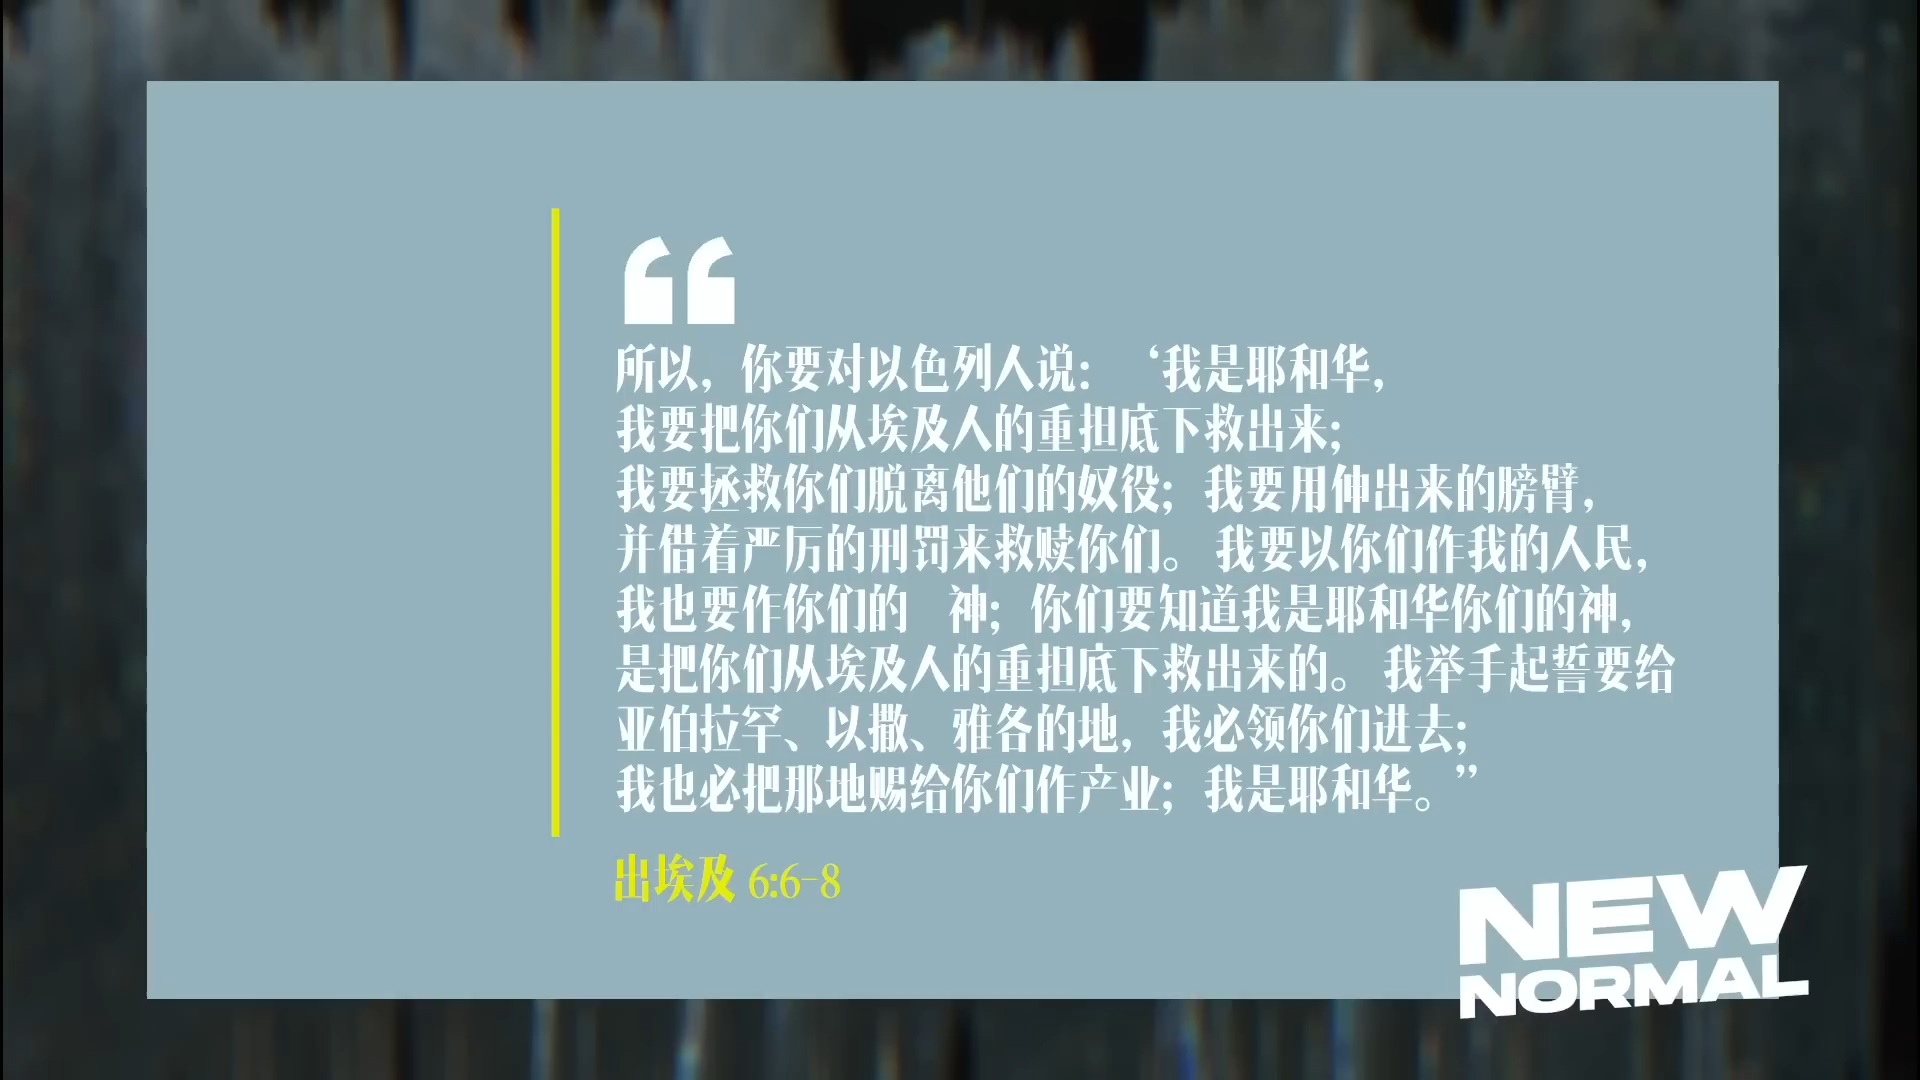 “
所以，你要对以色列人说：‘我是耶和华，
我要把你们从埃及人的重担底下救出来；
我要拯救你们脱离他们的奴役；我要用伸出来的膀臂，
并借着严厉的刑罚来救赎你们。我要以你们作我的人民，
我也要作你们的　神；你们要知道我是耶和华你们的神，
是把你们从埃及人的重担底下救出来的。我举手起誓要给
亚伯拉罕、以撒、雅各的地，我必领你们进去；
我也必把那地赐给你们作产业；我是耶和华。”
出埃及 6:6-8
NEW
NORMAL